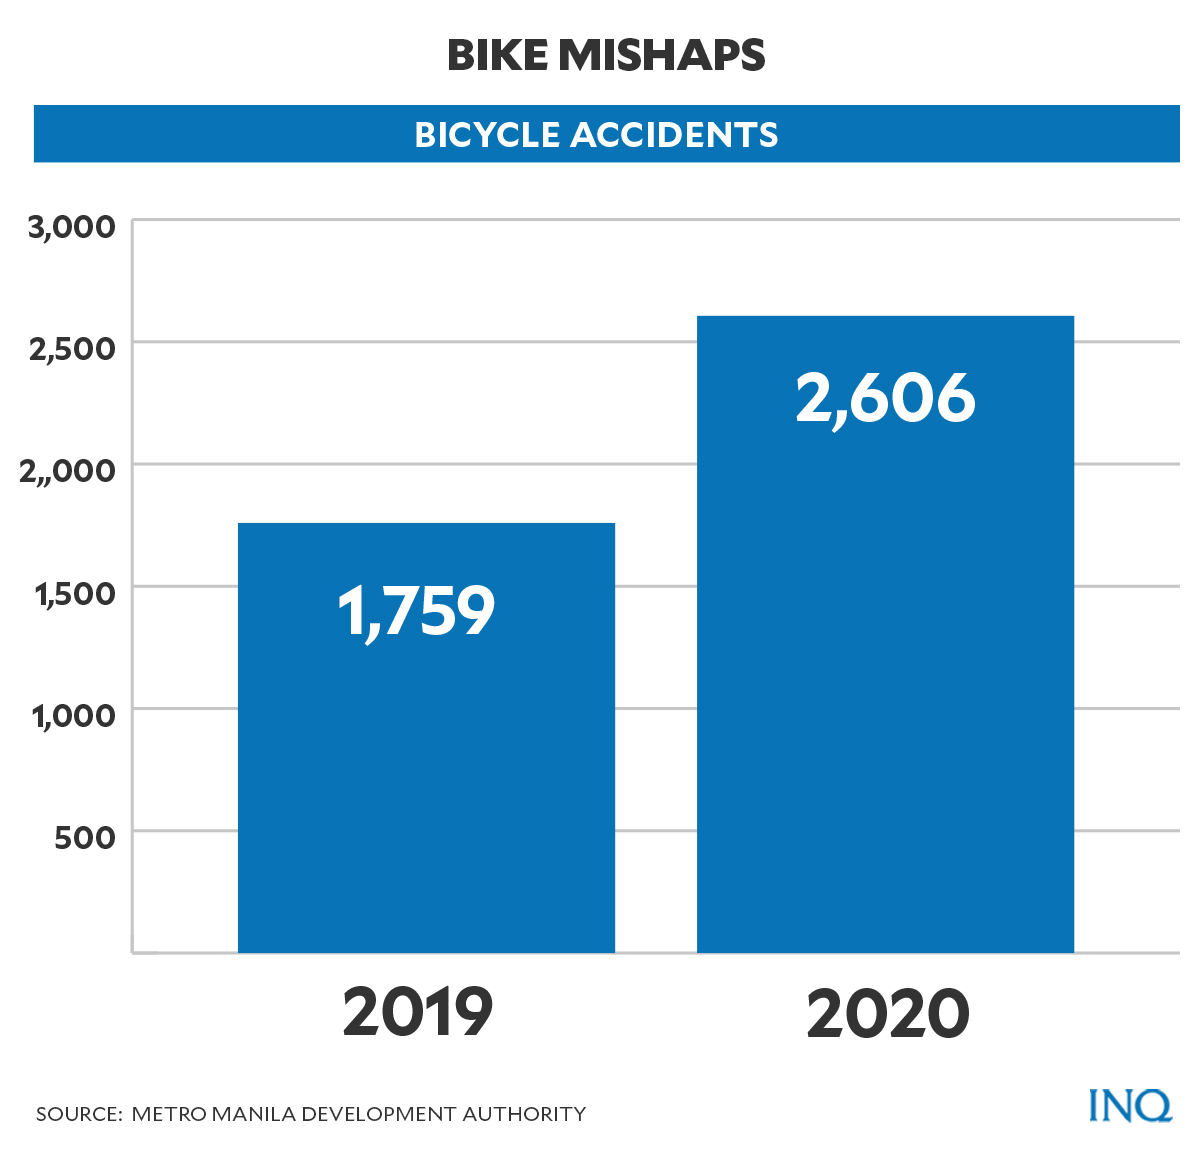 BIKE MISHAPS
BICYCLE ACCIDENTS
3,000
2,500
2,,000
1,500
1,000
500
1,759
2,606
2019
2020
SOURCE: METRO MANILA DEVELOPMENT AUTHORITY
INQ